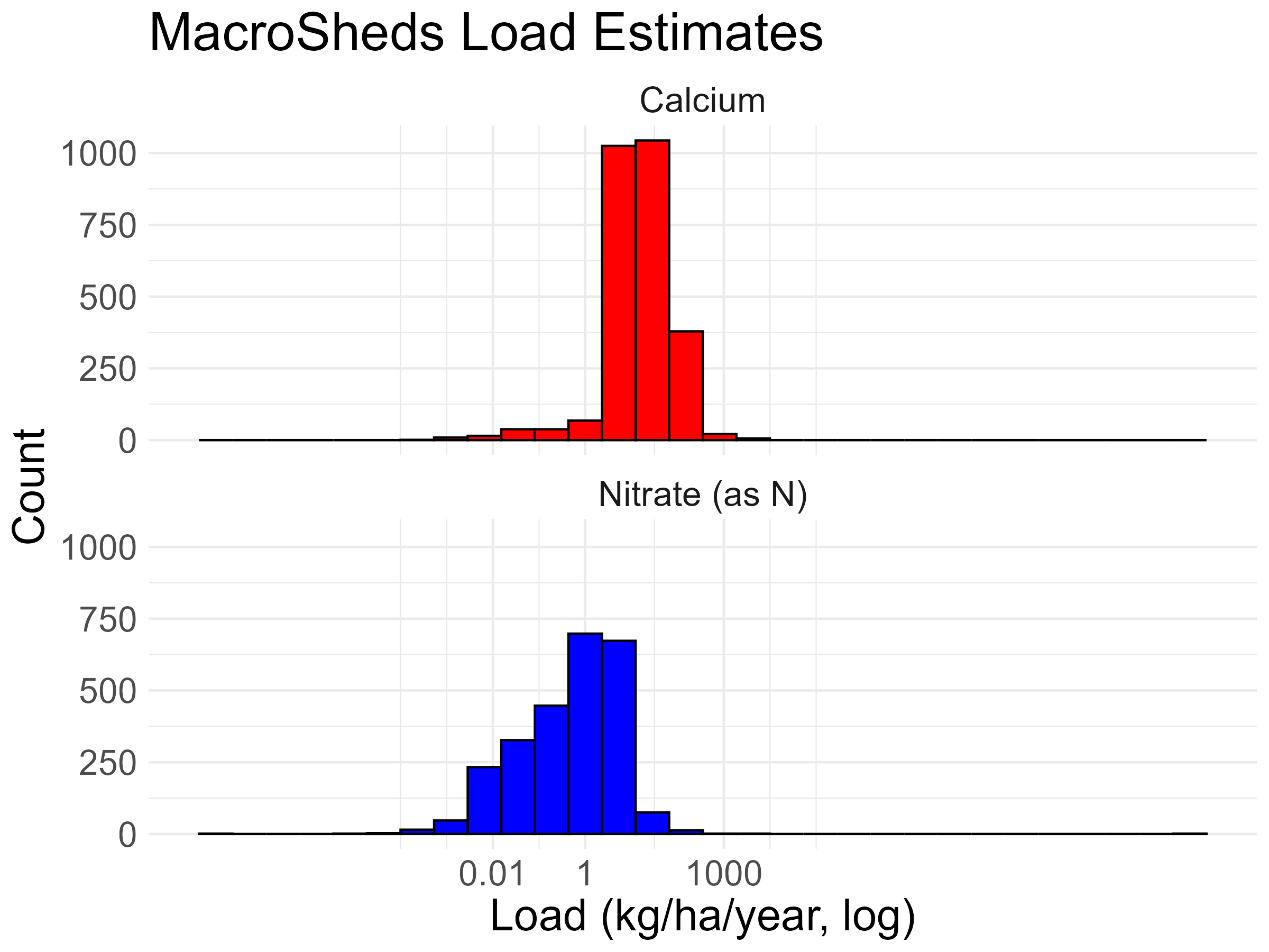 MacroSheds Load Estimates
Calcium
1000
750
500
250
0
Count
Nitrate (as N)
1000
750
500
250
0
0.01 1 1000
Load (kg/ha/year, log)